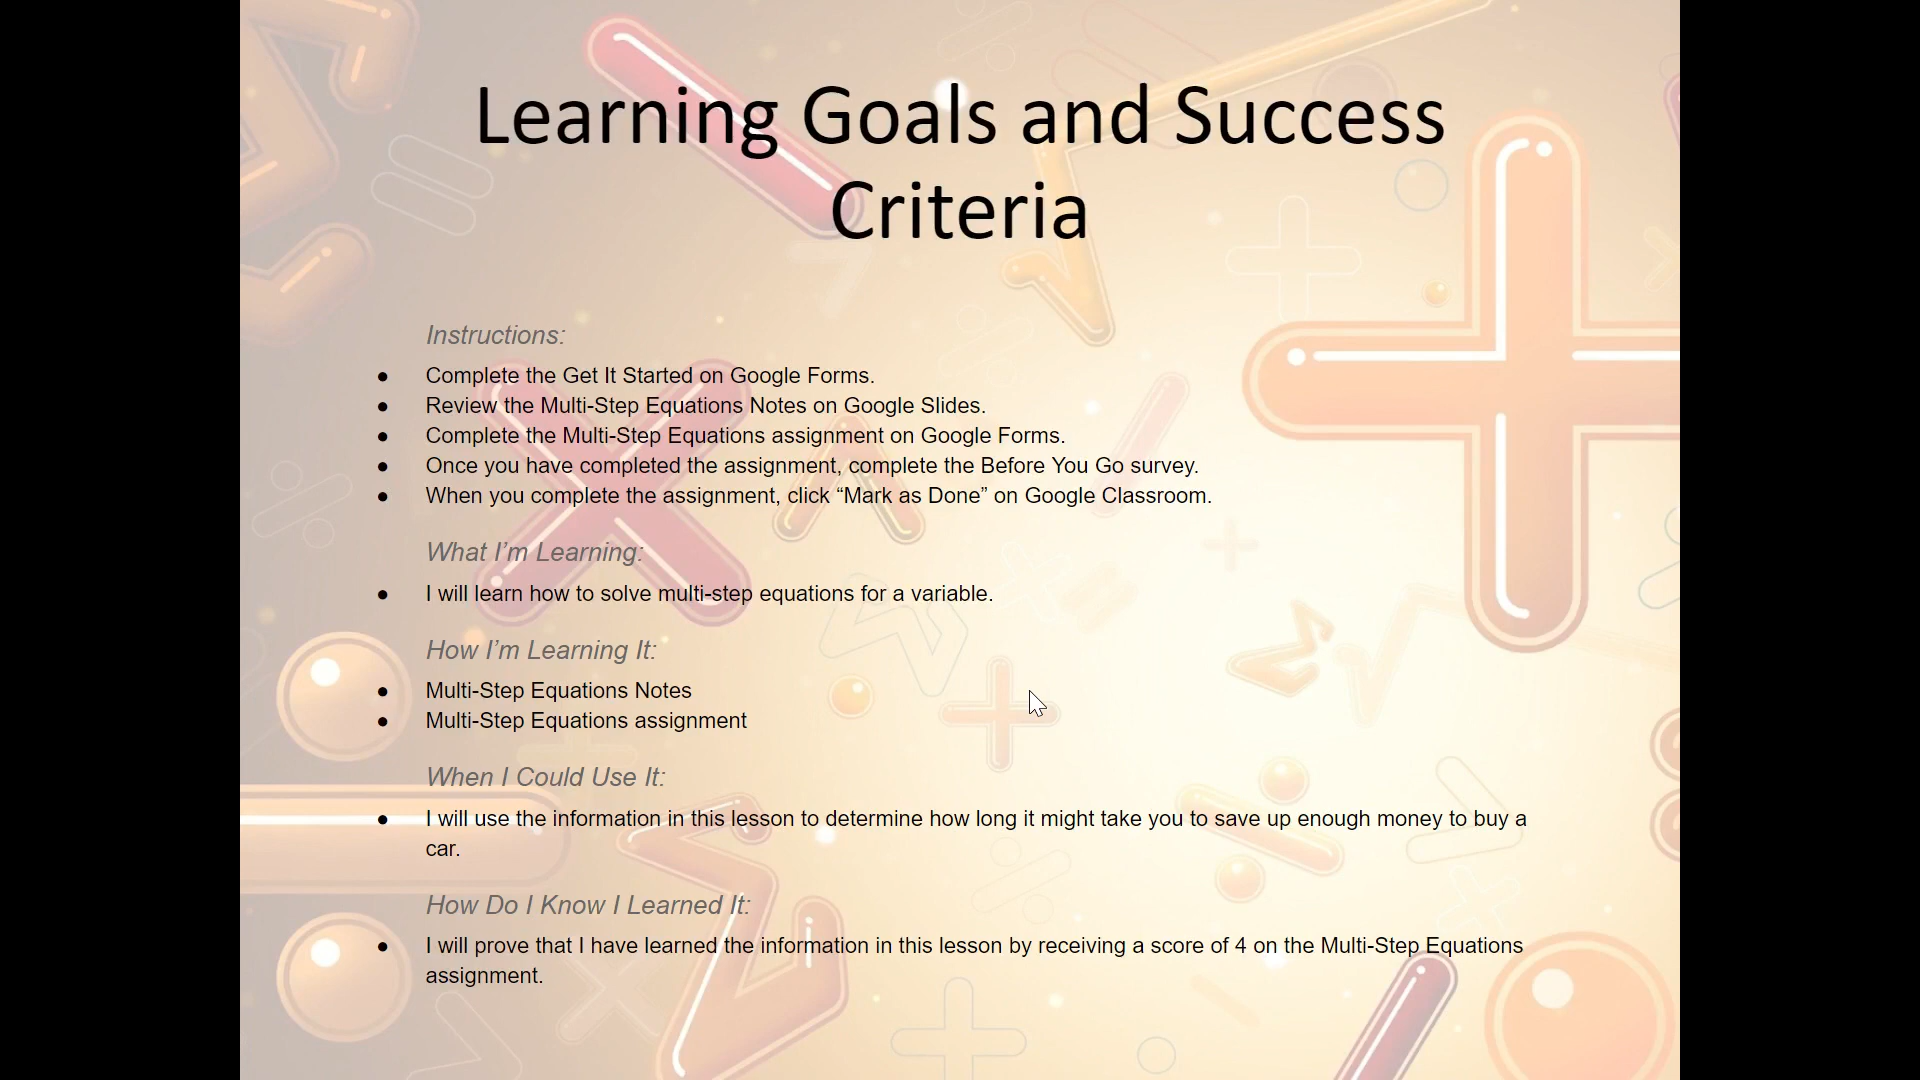 Learning Goals and Success
Criteria
Instructions:
● Complete the Get It Started on Google Forms.
● Review the Multi-Step Equations Notes on Google Slides.
● Complete the Multi-Step Equations assignment on Google Forms.
● Once you have completed the assignment, complete the Before You Go survey.
● When you complete the assignment, click “Mark as Done” on Google Classroom.
What I’m Learning:
● I will learn how to solve multi-step equations for a variable.
How I’m Learning It:
● Multi-Step Equations Notes
● Multi-Step Equations assignment
When I Could Use It:
● I will use the information in this lesson to determine how long it might take you to save up enough money to buy a
car.
How Do I Know I Learned It:
● I will prove that I have learned the information in this lesson by receiving a score of 4 on the Multi-Step Equations
assignment.